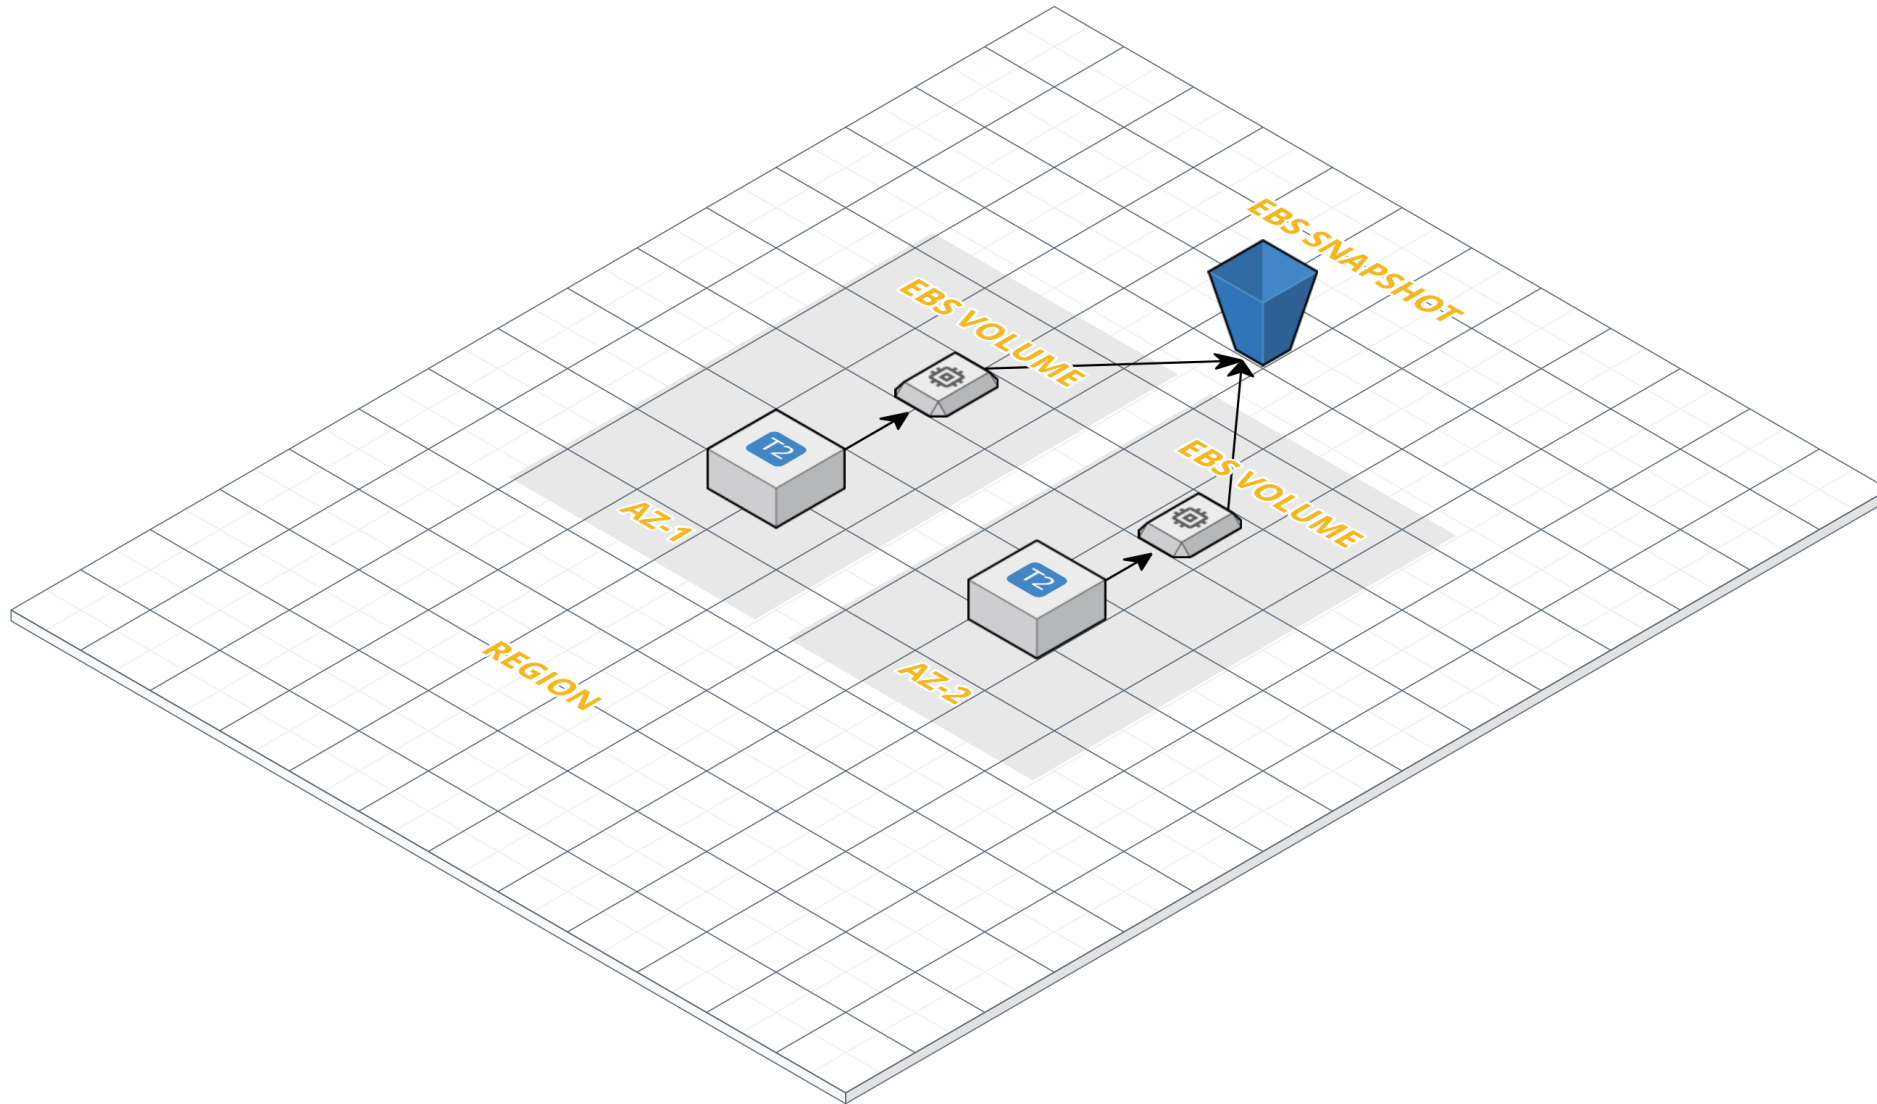 EBS SNAPSHOT
EBS VOLUME
T2
AZ-1
EBS VOLUME
T2
AZ-2
REGION